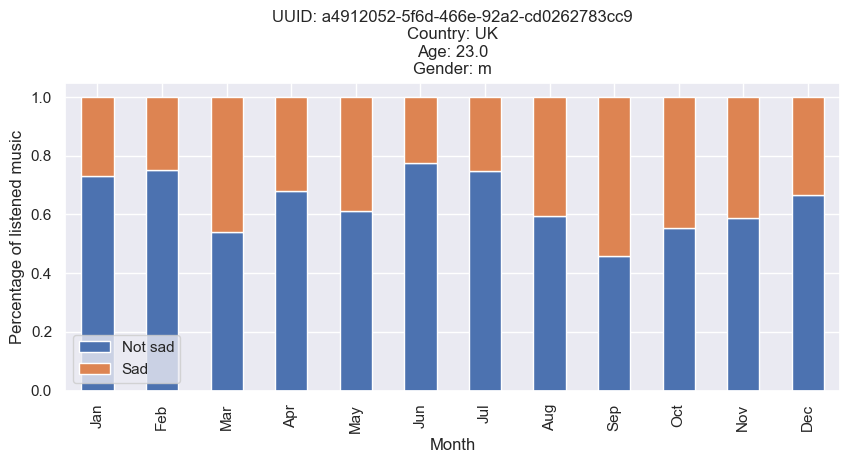 UUID: a4912052-5f6d-466e-92a2-cd0262783cc9
Country: UK
Age: 23.0
Gender: m
Percentage of listened music
1.0
0.8
0.6
0.4
0.2
0.0
Not sad
Sad
Jan
Feb
Mar
Apr
May
Jun
Jul
Aug
Sep
Oct
Nov
Dec
Month